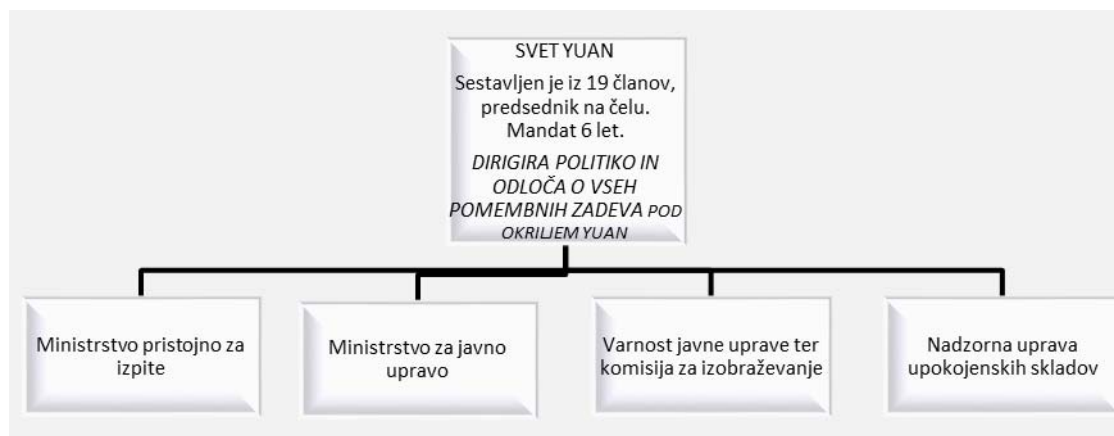 SVET YUAN
Sestavljen je iz 19 članov,
predsednik na čelu.
Mandat 6 let.
DIRIGIRA POLITIKO IN
ODLOČA O VSEH
POMEMBNIH ZADEVA POD
OKRILJEM YUAN
Ministrstvo pristojno za
izpite
Ministrstvo za javno
upravo
Varnost javne uprave ter
komisija za izobraževanje
Nadzorna uprava
upokojenskih skladov